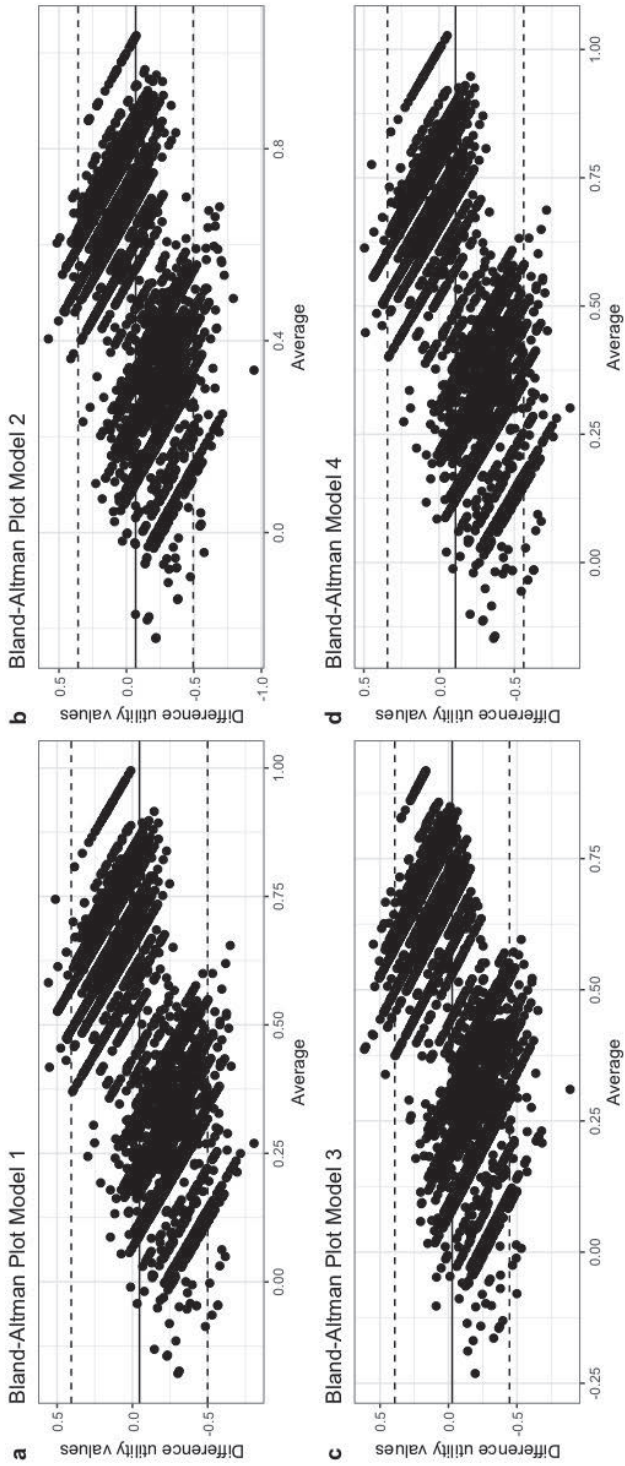 a
Bland-Altman Plot Model 1
Difference utility values
0.5
0.0
-0.5
0.00
0.25
0.50
0.75
1.00
Average
b
Bland-Altman Plot Model 2
Difference utility values
0.5
0.0
-0.5
-1.0
0.0
0.4
0.8
Average
c
Bland-Altman Plot Model 3
Difference utility values
0.5
0.0
-0.5
-0.25
0.00
0.25
0.50
0.75
Average
d
Bland-Altman Model 4
Difference utility values
0.5
0.0
-0.5
0.00
0.25
0.50
0.75
1.00
Average